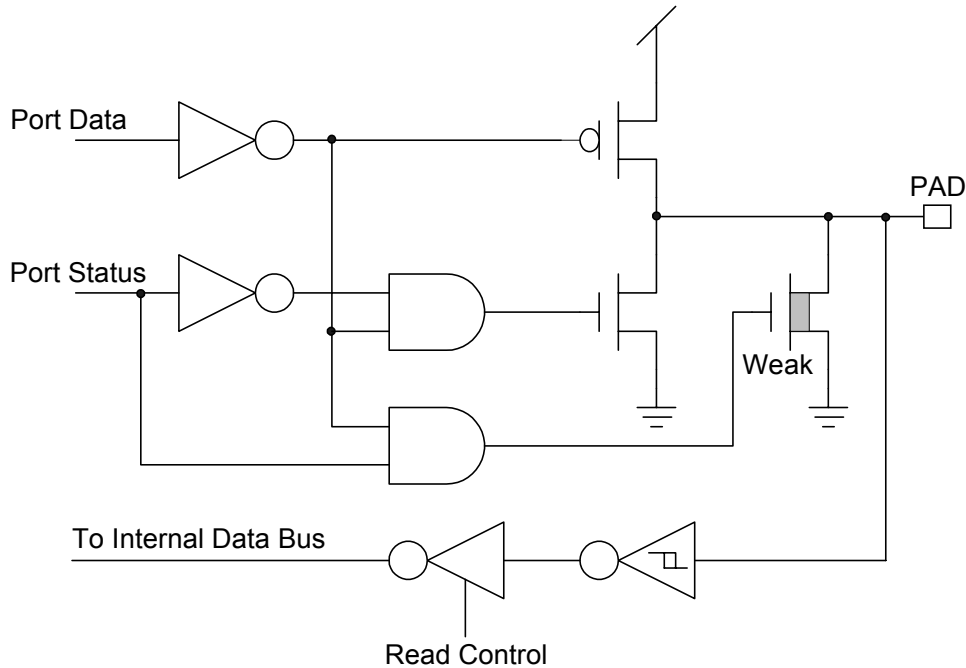 Port Data
PAD
Port Status
Weak
To Internal Data Bus
Read Control